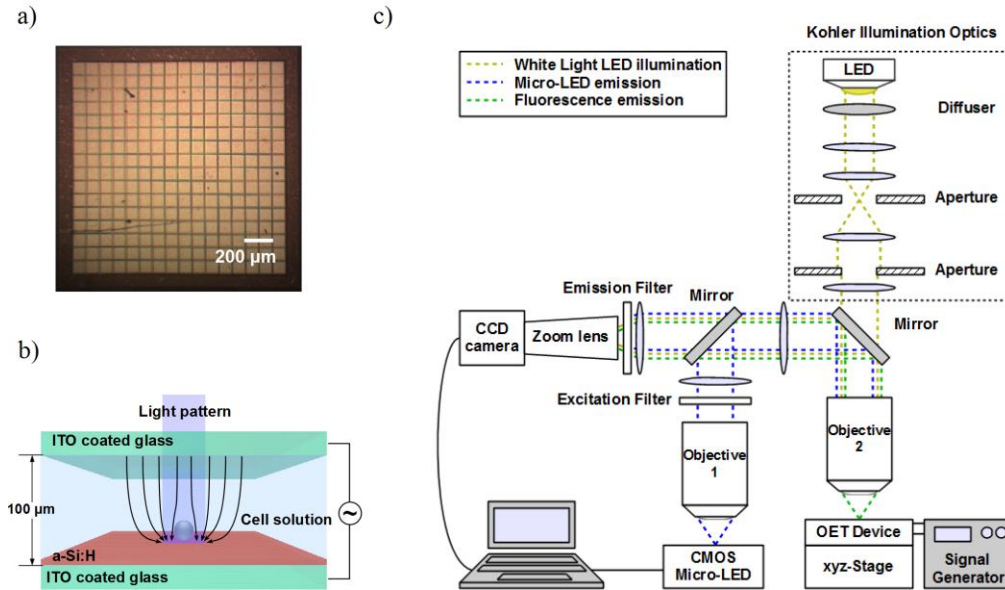 a)
200 µm
b)
Light pattern
ITO coated glass
100 µm
Cell solution
~
a-Si:H
ITO coated glass
c)
Kohler Illumination Optics
White Light LED illumination
Micro-LED emission
Fluorescence emission
LED
Diffuser
Aperture
Aperture
Emission Filter
Mirror
Mirror
CCD
camera
Zoom lens
Excitation Filter
Objective
1
Objective
2
CMOS
Micro-LED
OET Device
xyz-Stage
Signal
Generator